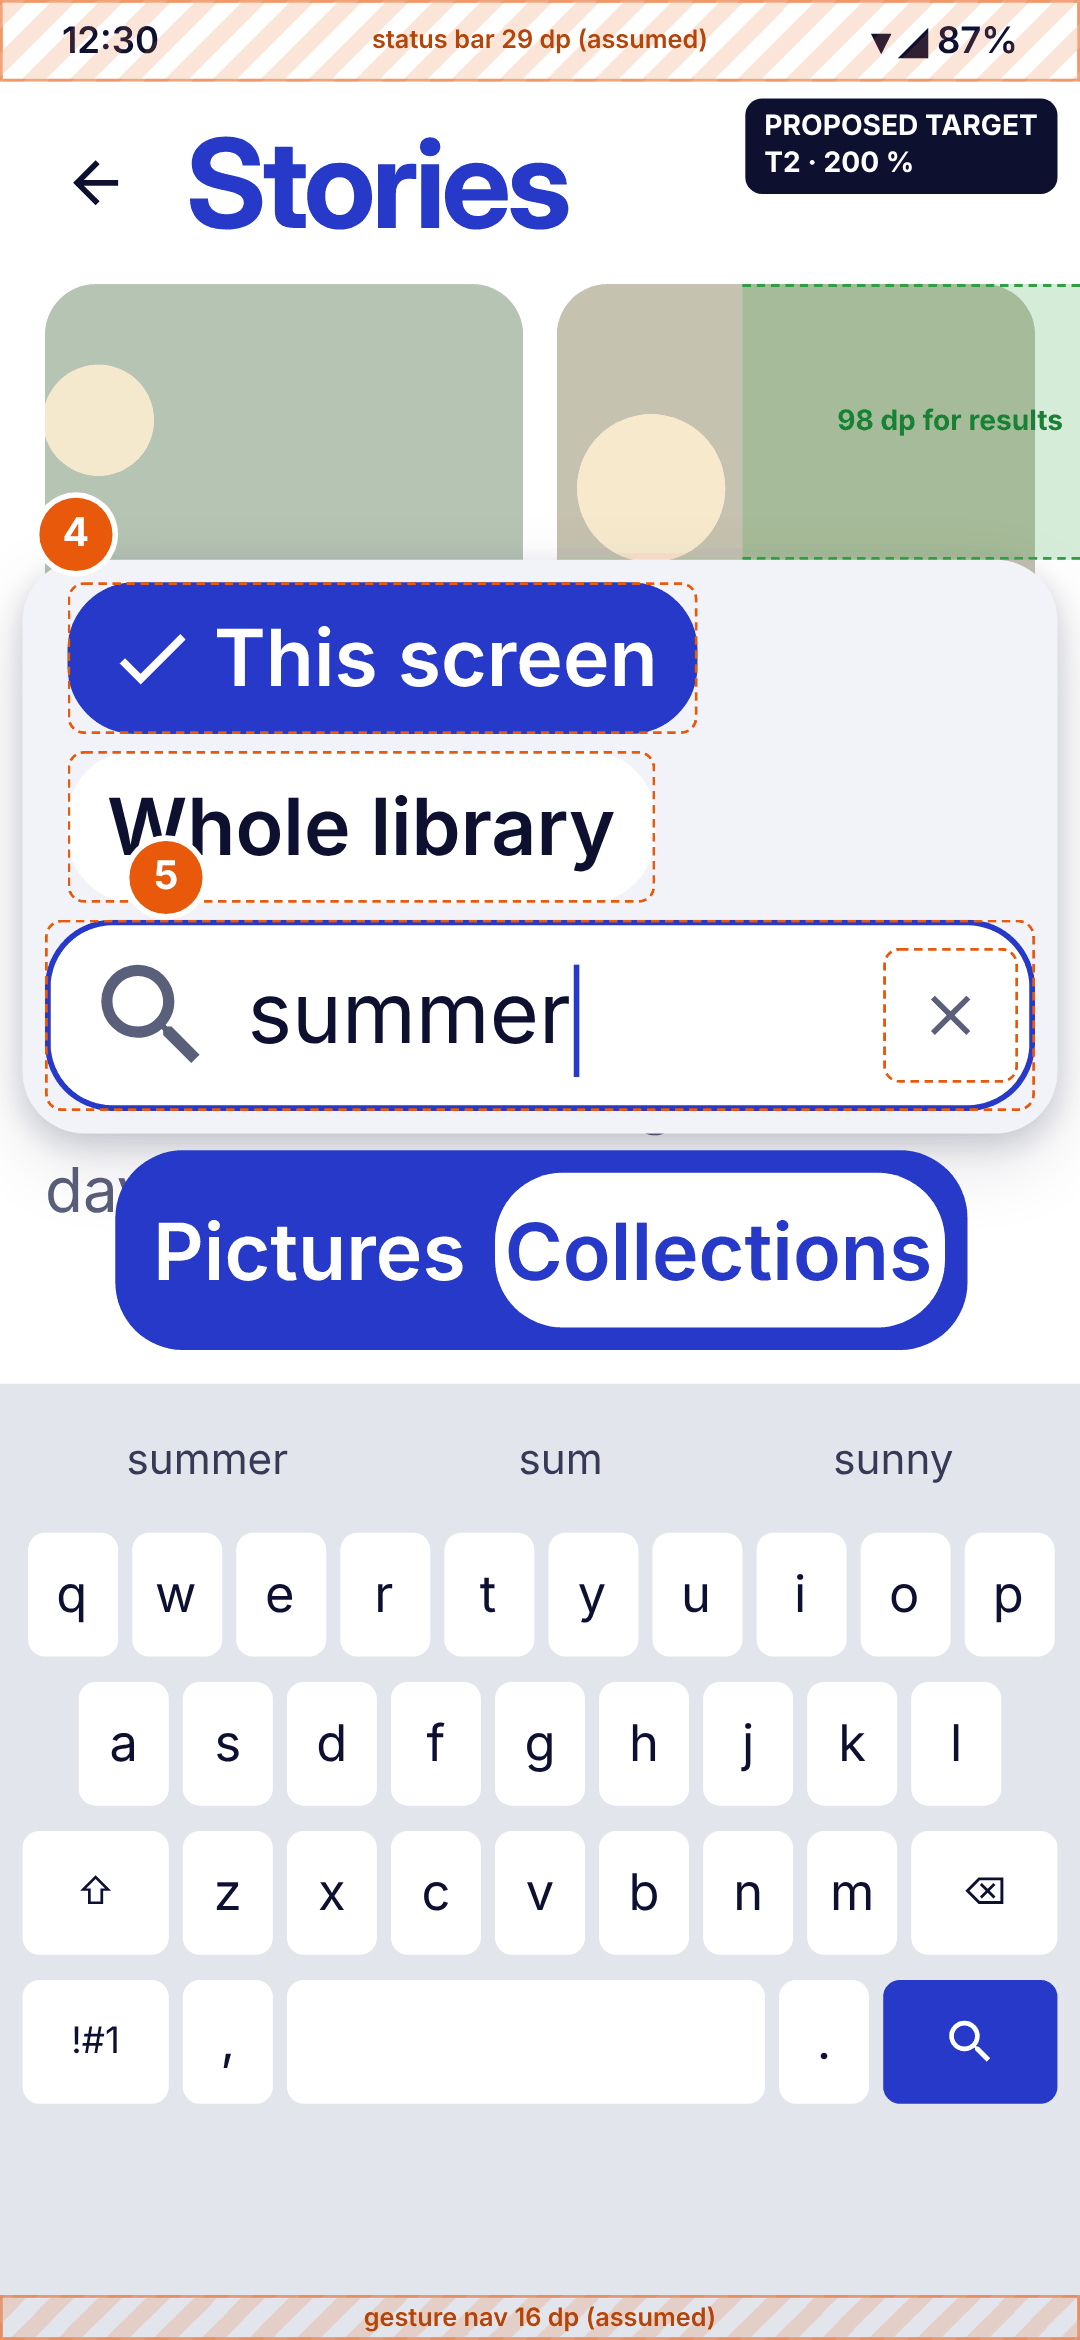 12:30
status bar 29 dp (assumed)
87%
Stories
PROPOSED TARGET
T2 · 200 %
98 dp for results
4
This screen
Whole library
5
summer
Pictures
Collections
summer
sum
sunny
q w e r t y u i o p
a s d f g h j k l
z x c v b n m
!#1 , .
gesture nav 16 dp (assumed)